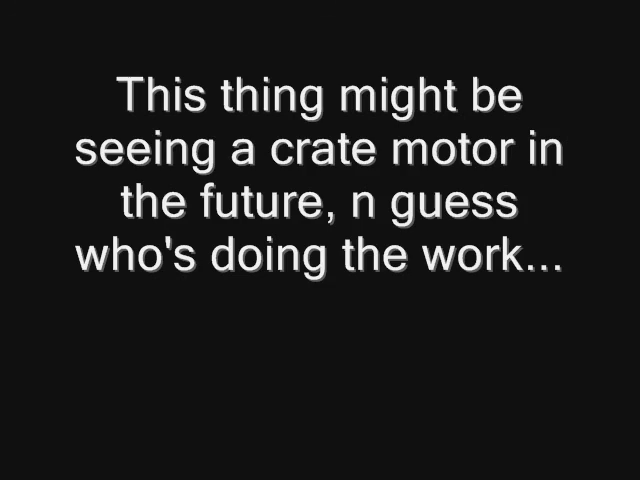 This thing might be
seeing a crate motor in
the future, n guess
who's doing the work...